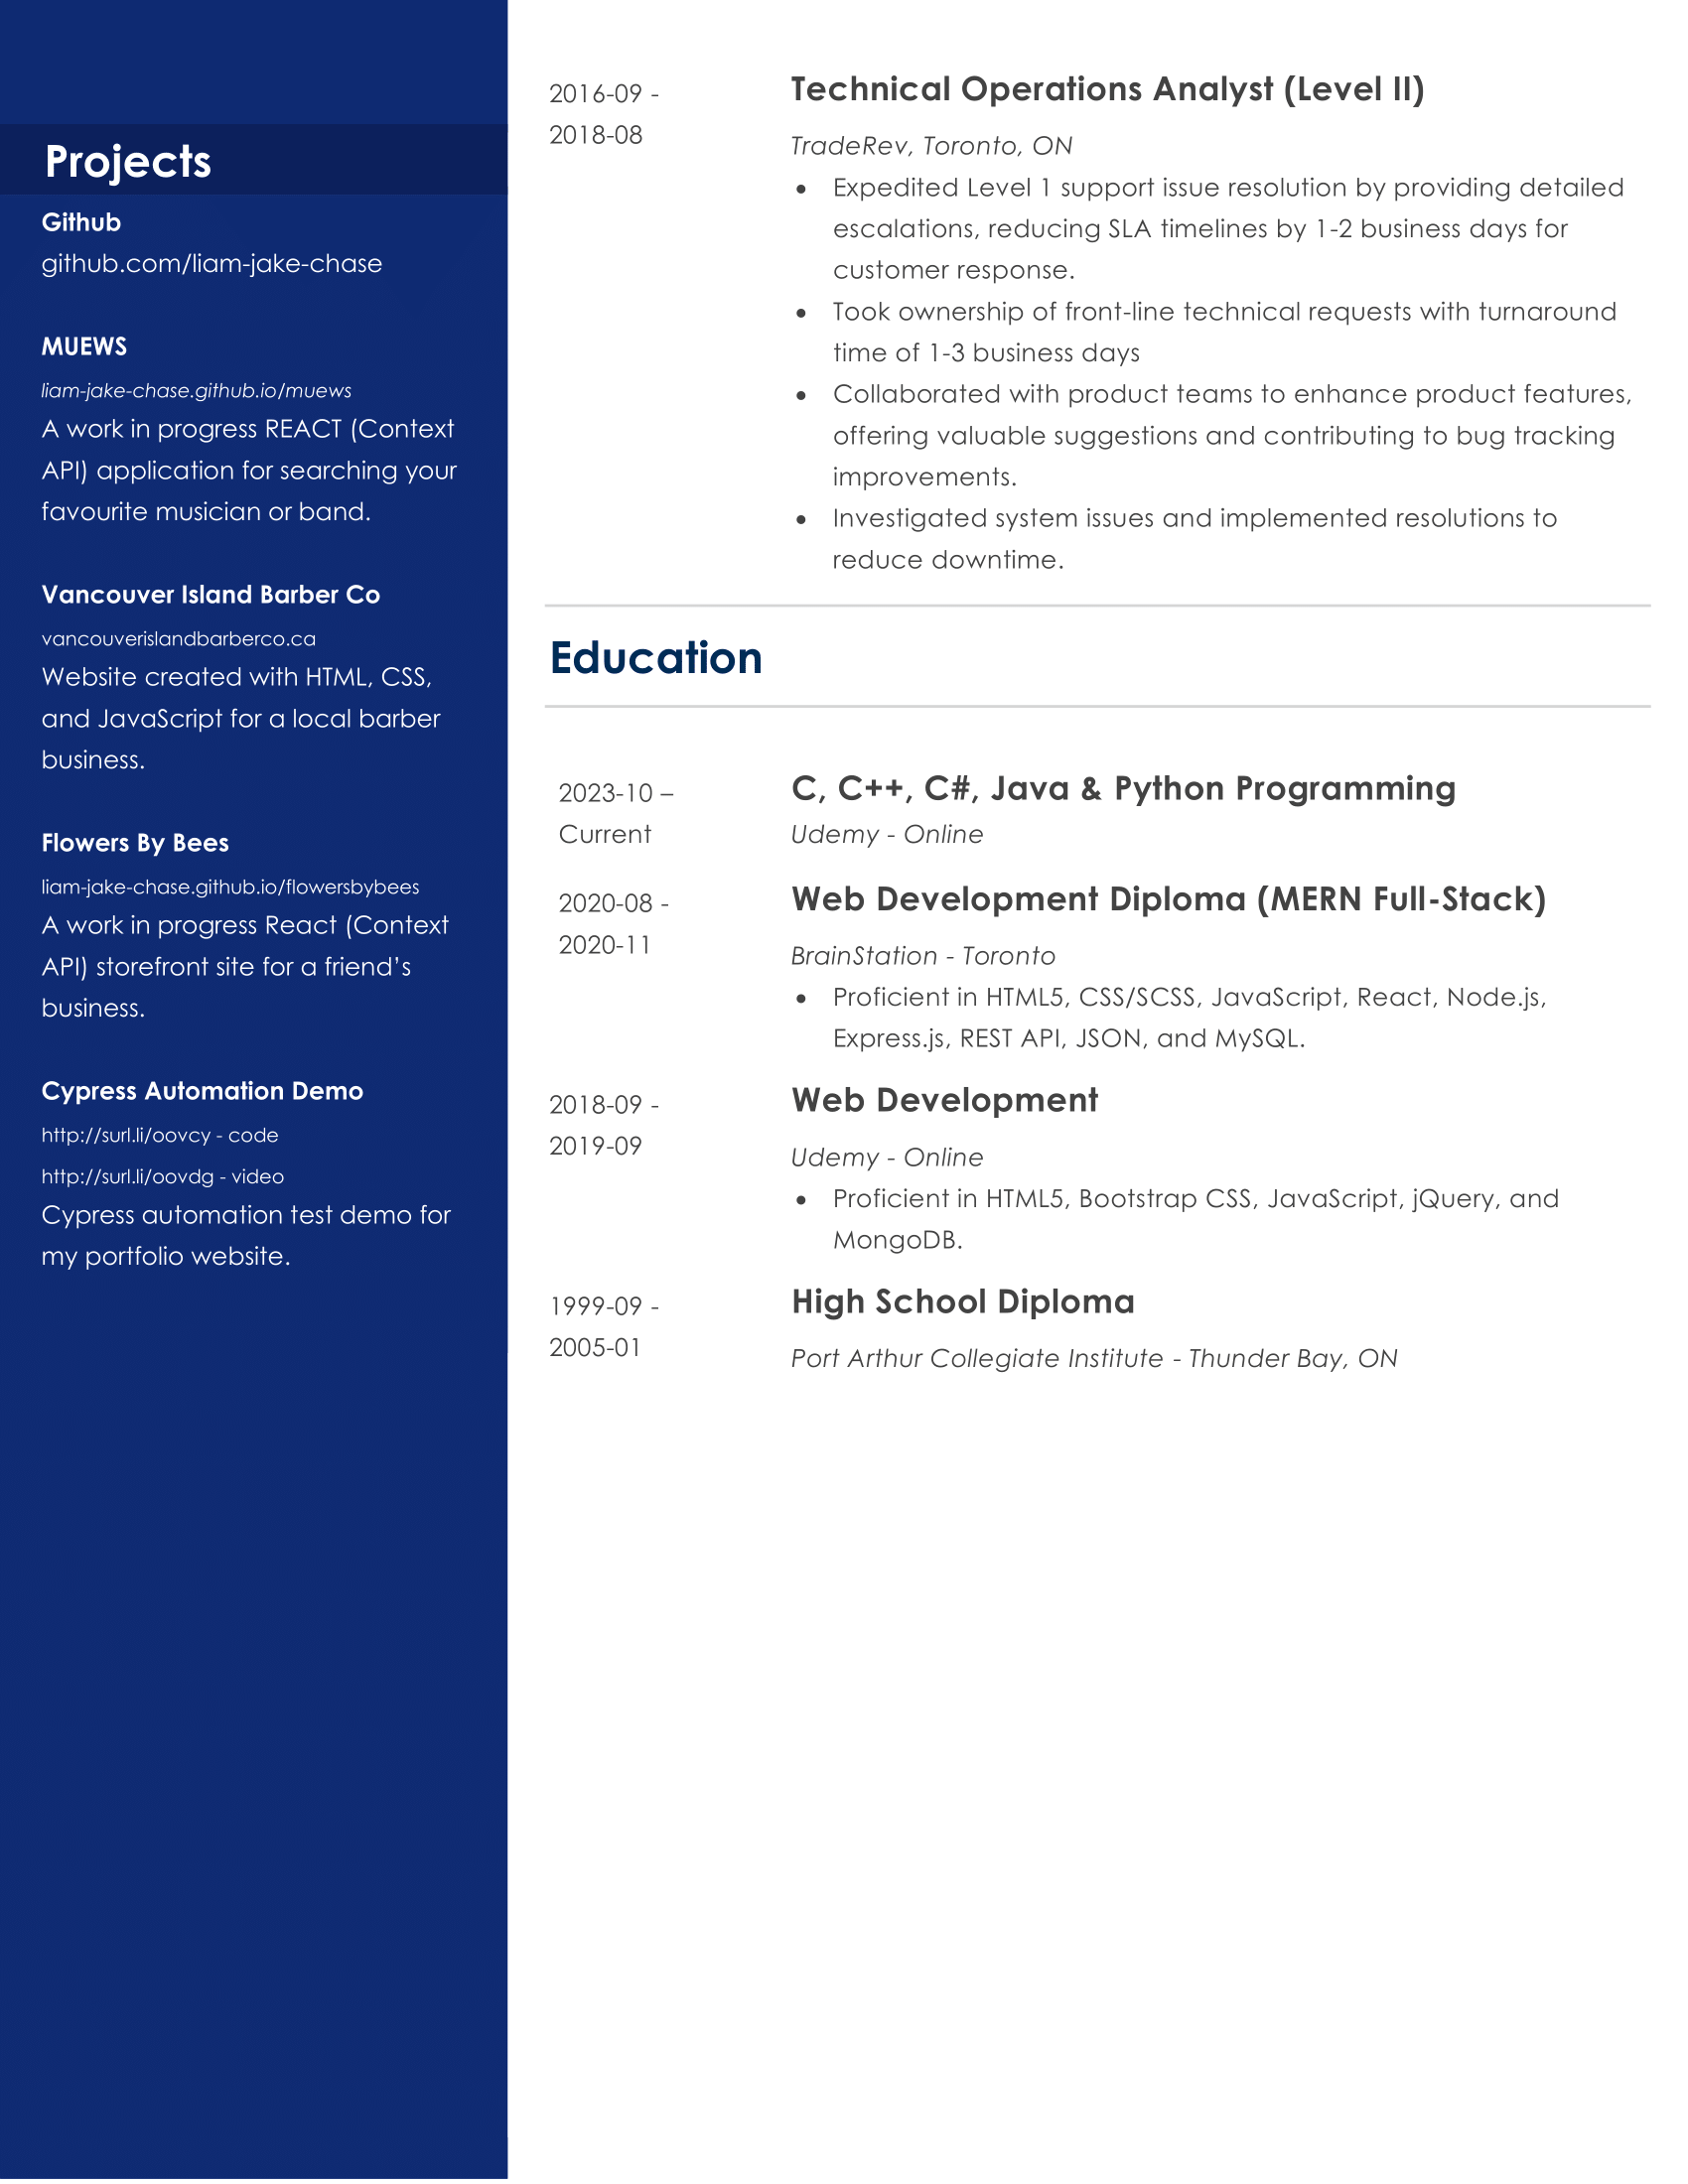 Projects
Github
github.com/liam-jake-chase
MUEWS
liam-jake-chase.github.io/muews
A work in progress REACT (Context
API) application for searching your
favourite musician or band.
Vancouver Island Barber Co
vancouverislandbarberco.ca
Website created with HTML, CSS,
and JavaScript for a local barber
business.
Flowers By Bees
liam-jake-chase.github.io/flowersbybees
A work in progress React (Context
API) storefront site for a friend’s
business.
Cypress Automation Demo
http://surl.li/oovcy - code
http://surl.li/oovdg - video
Cypress automation test demo for
my portfolio website.
2016-09 -
2018-08
Technical Operations Analyst (Level II)
TradeRev, Toronto, ON
• Expedited Level 1 support issue resolution by providing detailed
escalations, reducing SLA timelines by 1-2 business days for
customer response.
• Took ownership of front-line technical requests with turnaround
time of 1-3 business days
• Collaborated with product teams to enhance product features,
offering valuable suggestions and contributing to bug tracking
improvements.
• Investigated system issues and implemented resolutions to
reduce downtime.
Education
2023-10 –
Current
C, C++, C#, Java & Python Programming
Udemy - Online
2020-08 -
2020-11
Web Development Diploma (MERN Full-Stack)
BrainStation - Toronto
• Proficient in HTML5, CSS/SCSS, JavaScript, React, Node.js,
Express.js, REST API, JSON, and MySQL.
2018-09 -
2019-09
Web Development
Udemy - Online
• Proficient in HTML5, Bootstrap CSS, JavaScript, jQuery, and
MongoDB.
1999-09 -
2005-01
High School Diploma
Port Arthur Collegiate Institute - Thunder Bay, ON